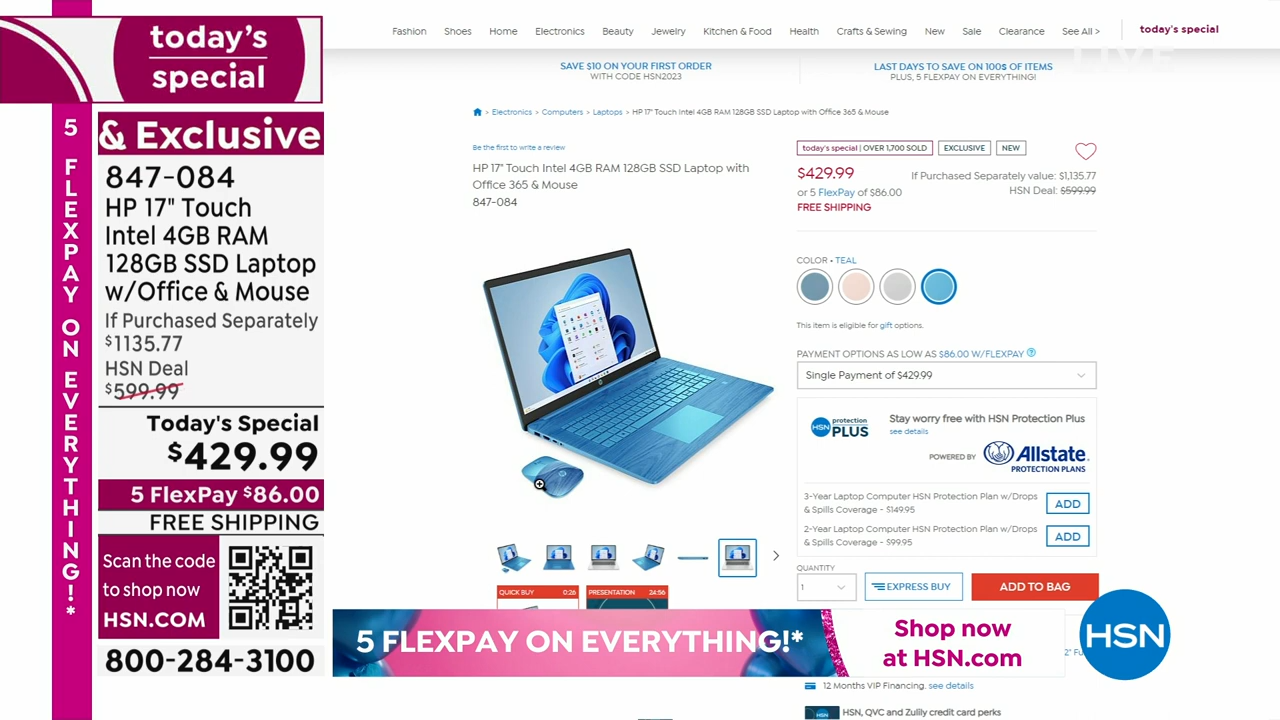 today's
special
5 FLEXPAY ON EVERYTHING!*
& Exclusive
847-084
HP 17" Touch
Intel 4GB RAM
128GB SSD Laptop
w/Office & Mouse
If Purchased Separately
$1135.77
HSN Deal
$599.99
Today's Special
$429.99
5 FlexPay $86.00
FREE SHIPPING
Scan the code
to shop now
HSN.COM
800-284-3100
Fashion Shoes Home Electronics Beauty Jewelry Kitchen & Food Health Crafts & Sewing New Sale Clearance See All > today's special
LIVE
SAVE $10 ON YOUR FIRST ORDER
WITH CODE HSN2023
LAST DAYS TO SAVE ON 100$ OF ITEMS
PLUS, 5 FLEXPAY ON EVERYTHING!
> Electronics > Computers > Laptops > HP 17" Touch Intel 4GB RAM 128GB SSD Laptop with Office 365 & Mouse
Be the first to write a review
HP 17" Touch Intel 4GB RAM 128GB SSD Laptop with
Office 365 & Mouse
847-084
today's special | OVER 1,700 SOLD EXCLUSIVE NEW
$429.99 If Purchased Separately value: $1,135.77
or 5 FlexPay of $86.00 HSN Deal: $599.99
FREE SHIPPING
COLOR • TEAL
This item is eligible for gift options.
PAYMENT OPTIONS AS LOW AS $86.00 W/FLEXPAY ?
Single Payment of $429.99
HSN protection PLUS
Stay worry free with HSN Protection Plus
see details
POWERED BY Allstate.
PROTECTION PLANS
3-Year Laptop Computer HSN Protection Plan w/Drops
& Spills Coverage - $149.95
ADD
2-Year Laptop Computer HSN Protection Plan w/Drops
& Spills Coverage - $99.95
ADD
QUANTITY
1 EXPRESS BUY ADD TO BAG
QUICK BUY 0:26 PRESENTATION 24:56
5 FLEXPAY ON EVERYTHING!*
Shop now
at HSN.com
HSN
12 Months VIP Financing. see details
HSN, QVC and Zulily credit card perks